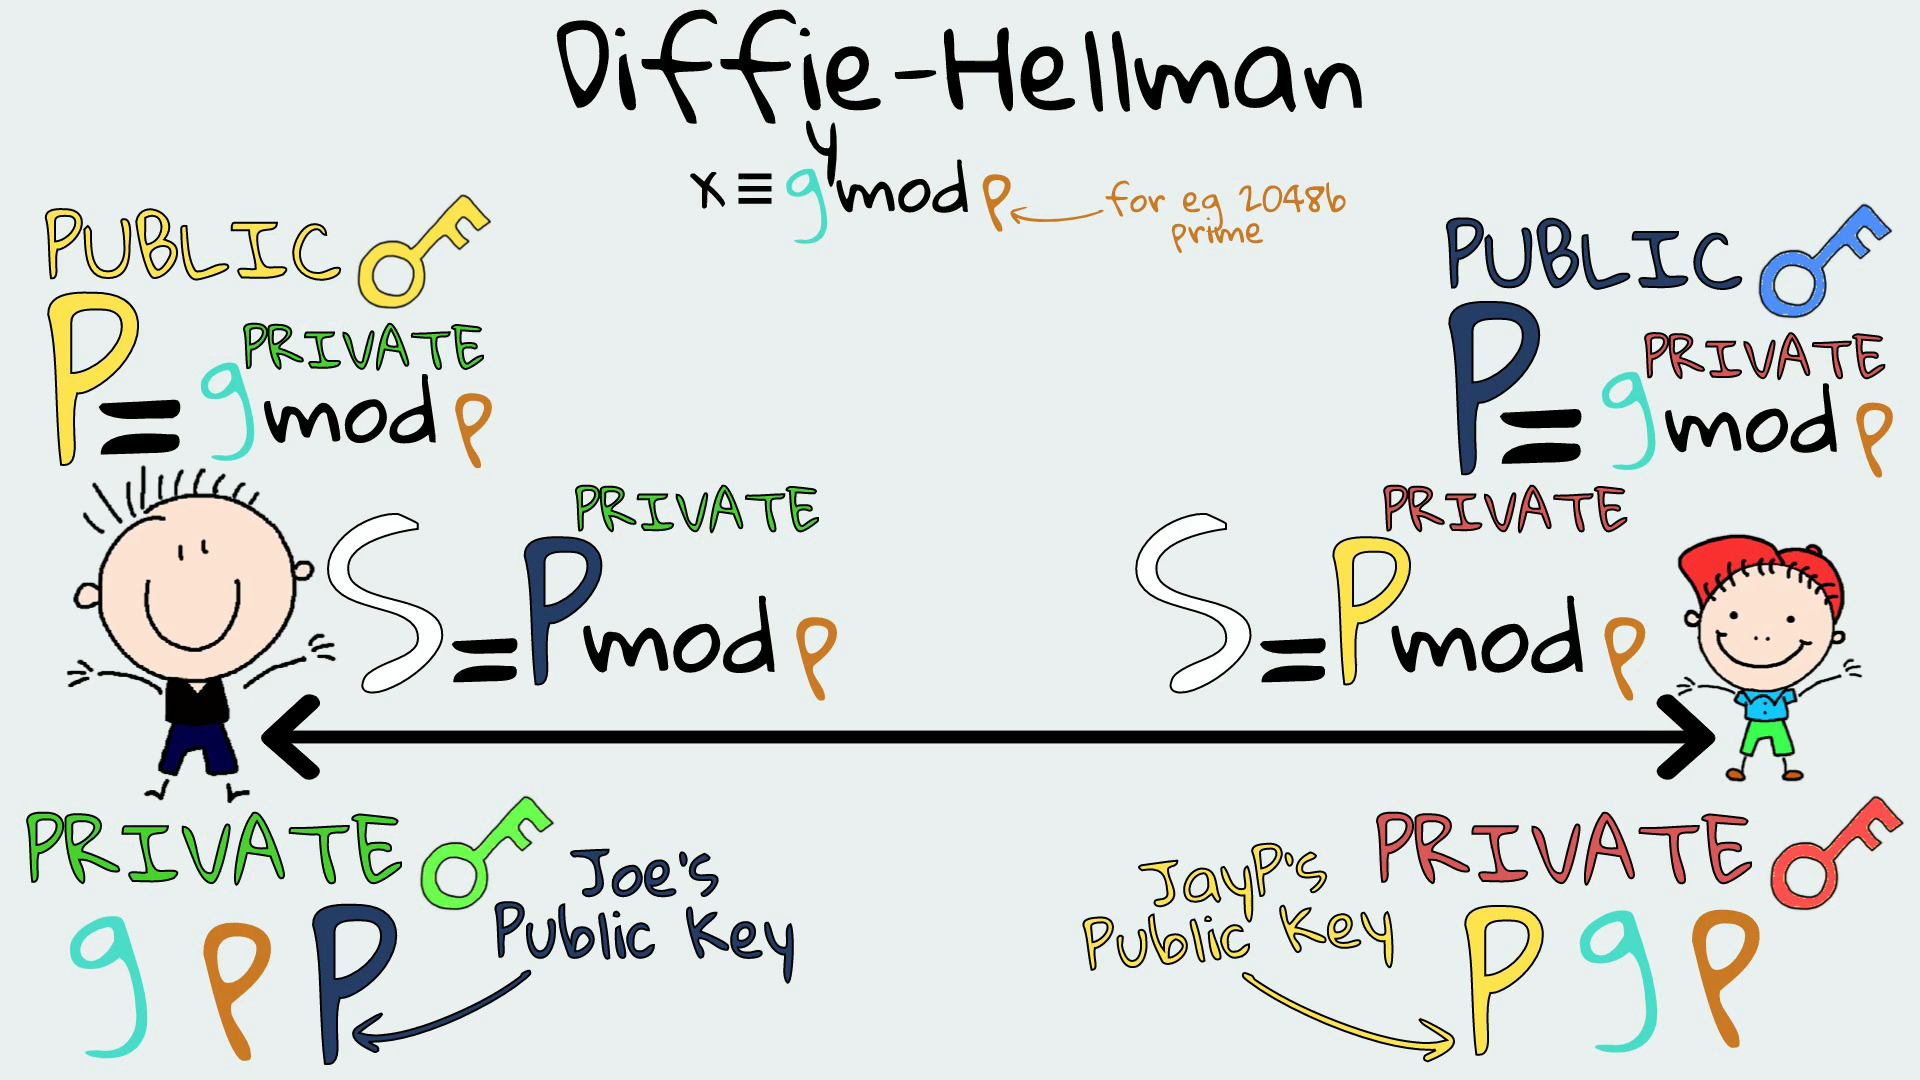 Diffie-Hellman
x ≡ g^y mod p
for eg 2048b
prime
PUBLIC
P = g^PRIVATE mod p
PUBLIC
P = g^PRIVATE mod p
S = P^PRIVATE mod p
S = P^PRIVATE mod p
PRIVATE
Joe's
Public Key
g p P
JayP's
Public Key
PRIVATE
P g p